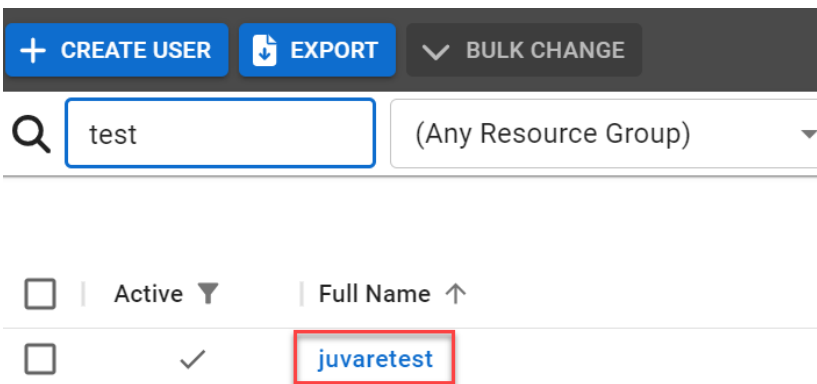 CREATE USER EXPORT BULK CHANGE
test (Any Resource Group)
Active Full Name
juvaretest